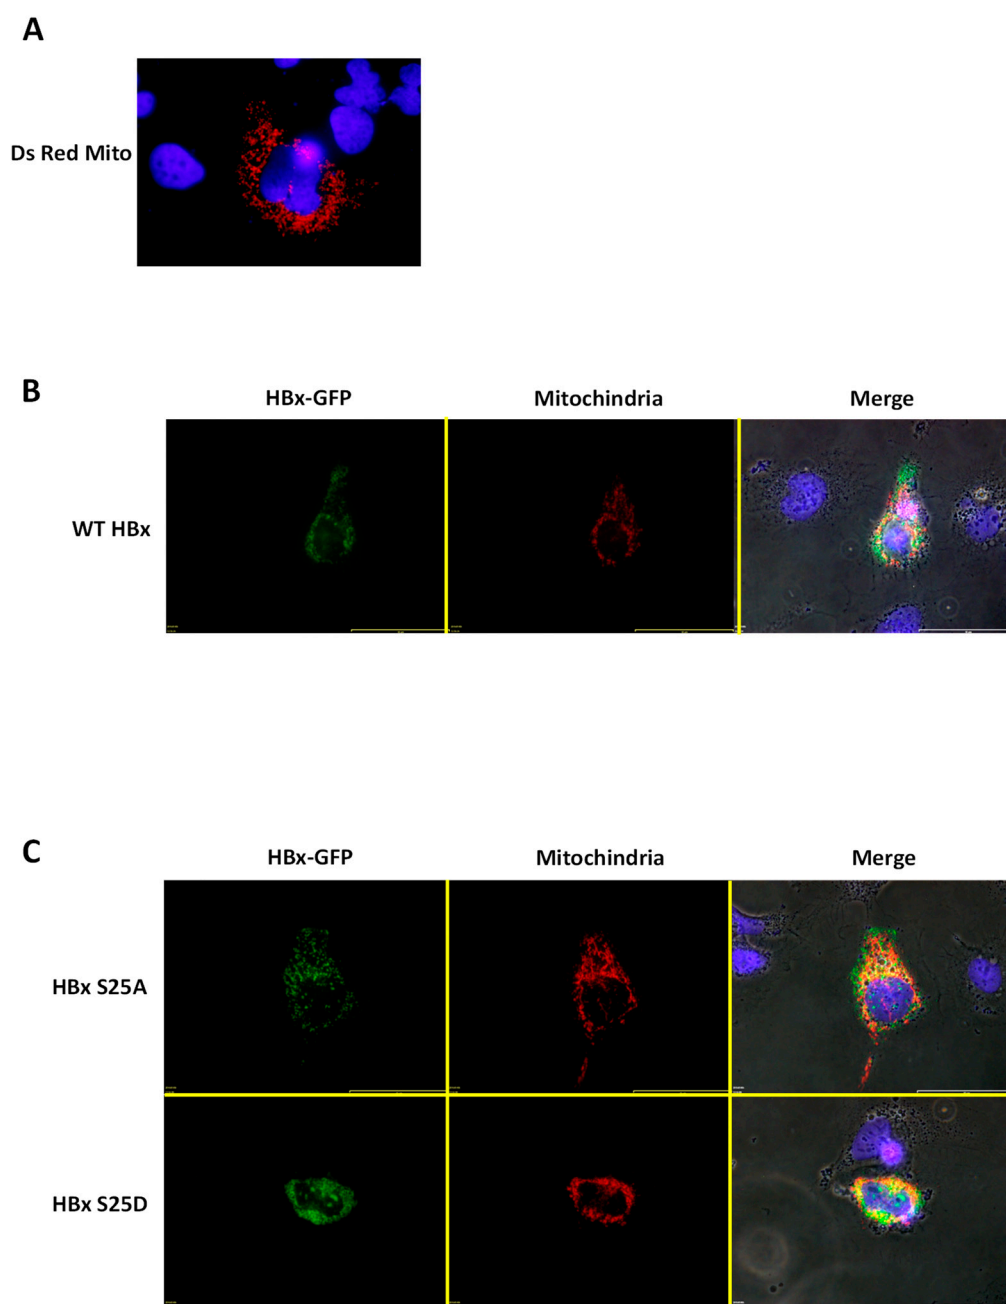 A
Ds Red Mito
B
HBx-GFP Mitochindria Merge
WT HBx
C
HBx-GFP Mitochindria Merge
HBx S25A
HBx S25D